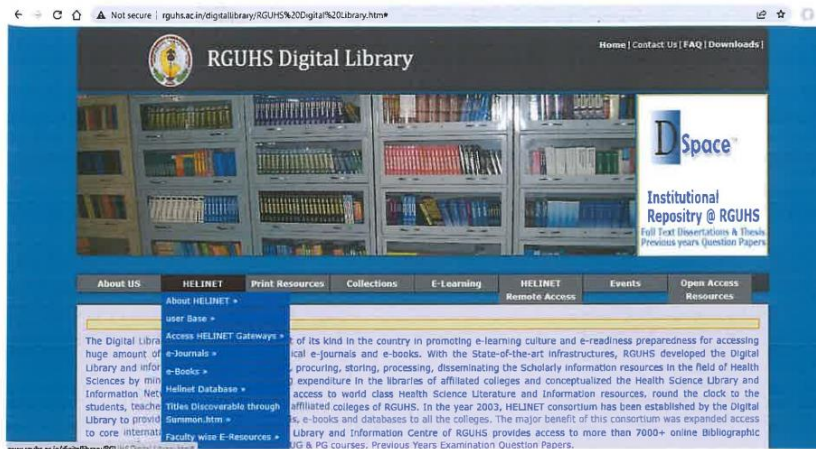 Not secure | rguhs.ac.in/digitallibrary/RGUHS%20Digital%20Library.htm#
Home | Contact Us | FAQ | Downloads |
RGUHS Digital Library
DSpace™
Institutional
Repositry @ RGUHS
Full Text Dissertations & Thesis
Previous years Question Papers
About US HELINET Print Resources Collections E-Learning HELINET Remote Access Events Open Access Resources
About HELINET »
user Base »
Access HELINET Gateways »
e-Journals »
e-Books »
Helinet Database »
Titles Discoverable through
Summon.htm »
Faculty wise E-Resources »
The Digital Libra t of its kind in the country in promoting e-learning culture and e-readiness preparedness for accessing
huge amount of ical e-journals and e-books. With the State-of-the-art infrastructures, RGUHS developed the Digital
Library and infor , procuring, storing, processing, disseminating the Scholarly information resources in the field of Health
Sciences by min g expenditure in the libraries of affiliated colleges and conceptualized the Health Science Library and
Information Net access to world class Health Science Literature and Information resources, round the clock to the
students, teache affiliated colleges of RGUHS. In the year 2003, HELINET consortium has been established by the Digital
Library to provid s, e-books and databases to all the colleges. The major benefit of this consortium was expanded access
to core internati Library and Information Centre of RGUHS provides access to more than 7000+ online Bibliographic
UG & PG courses, Previous Years Examination Question Papers.